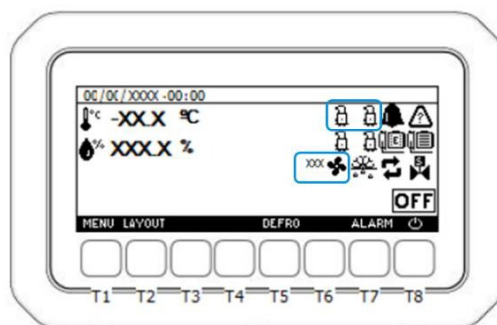 00/00/XXXX -00:00
°C -XX.X ºC
% XXX.X %
XXX
OFF
MENU LAYOUT DEFRO ALARM
T1 T2 T3 T4 T5 T6 T7 T8